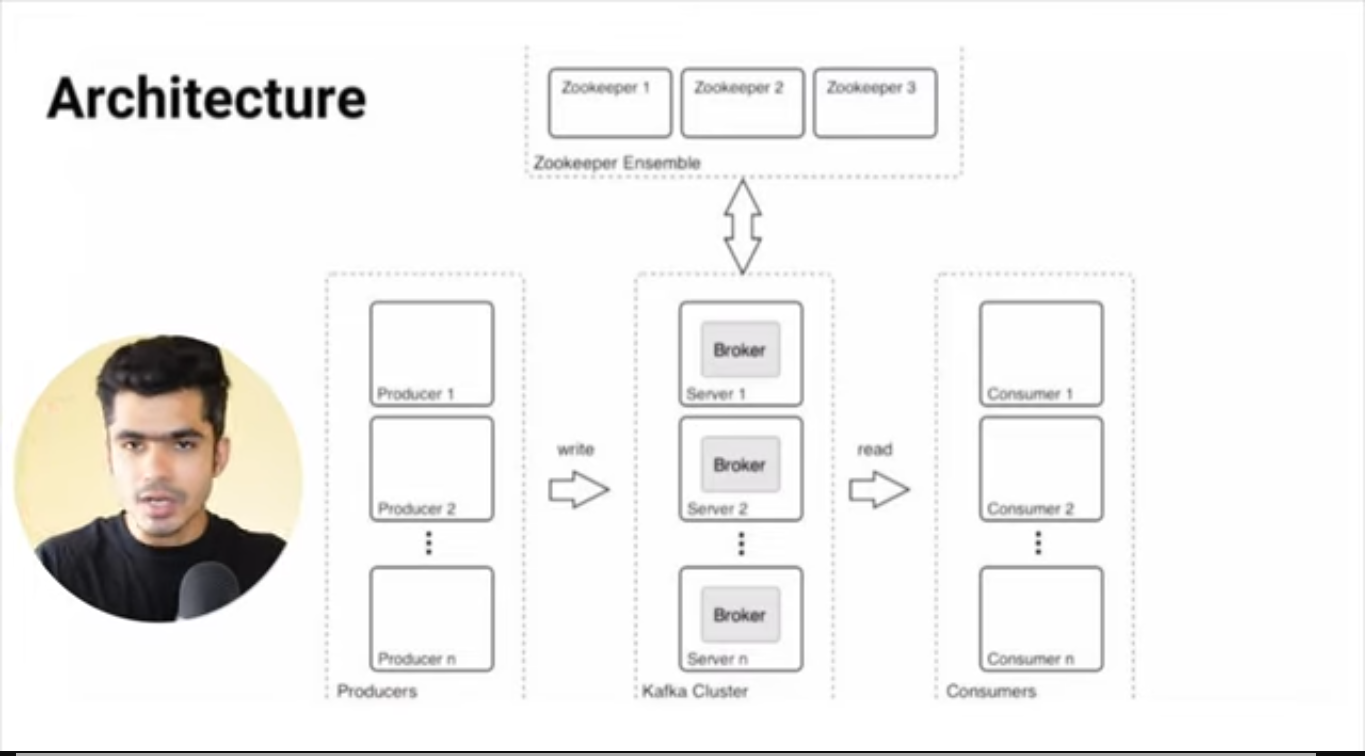 Architecture
Zookeeper 1
Zookeeper 2
Zookeeper 3
Zookeeper Ensemble
Producer 1
Producer 2
Producer n
Producers
write
Broker
Server 1
Broker
Server 2
Broker
Server n
Kafka Cluster
read
Consumer 1
Consumer 2
Consumer n
Consumers